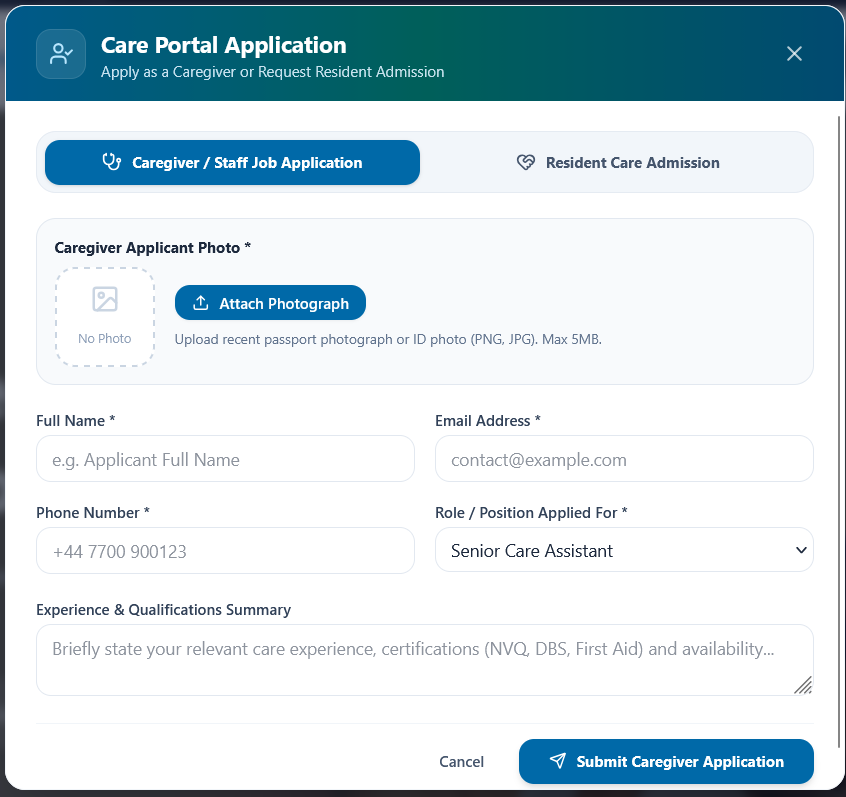 Care Portal Application
Apply as a Caregiver or Request Resident Admission
Caregiver / Staff Job Application
Resident Care Admission
Caregiver Applicant Photo *
No Photo
Attach Photograph
Upload recent passport photograph or ID photo (PNG, JPG). Max 5MB.
Full Name *
Email Address *
e.g. Applicant Full Name
contact@example.com
Phone Number *
Role / Position Applied For *
+44 7700 900123
Senior Care Assistant
Experience & Qualifications Summary
Briefly state your relevant care experience, certifications (NVQ, DBS, First Aid) and availability...
Cancel
Submit Caregiver Application